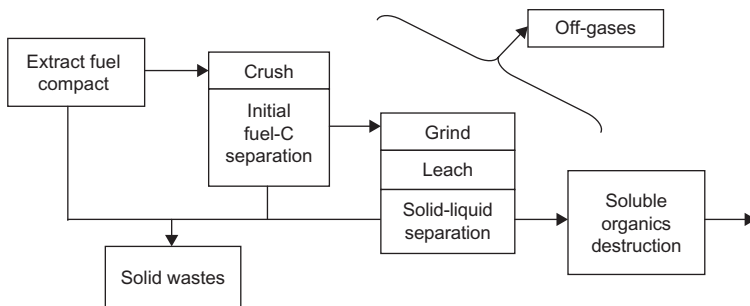 Off-gases
Extract fuel
compact
Crush
Initial
fuel-C
separation
Grind
Leach
Solid-liquid
separation
Soluble
organics
destruction
Solid wastes